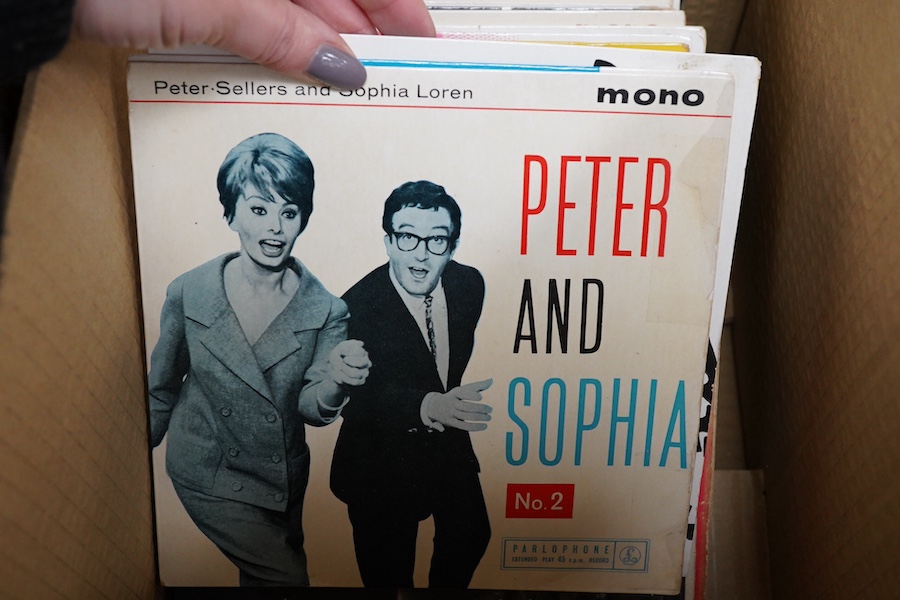 Peter·Sellers and Sophia Loren
mono
PETER
AND
SOPHIA
No. 2
PARLOPHONE
EXTENDED PLAY 45 r.p.m. RECORD